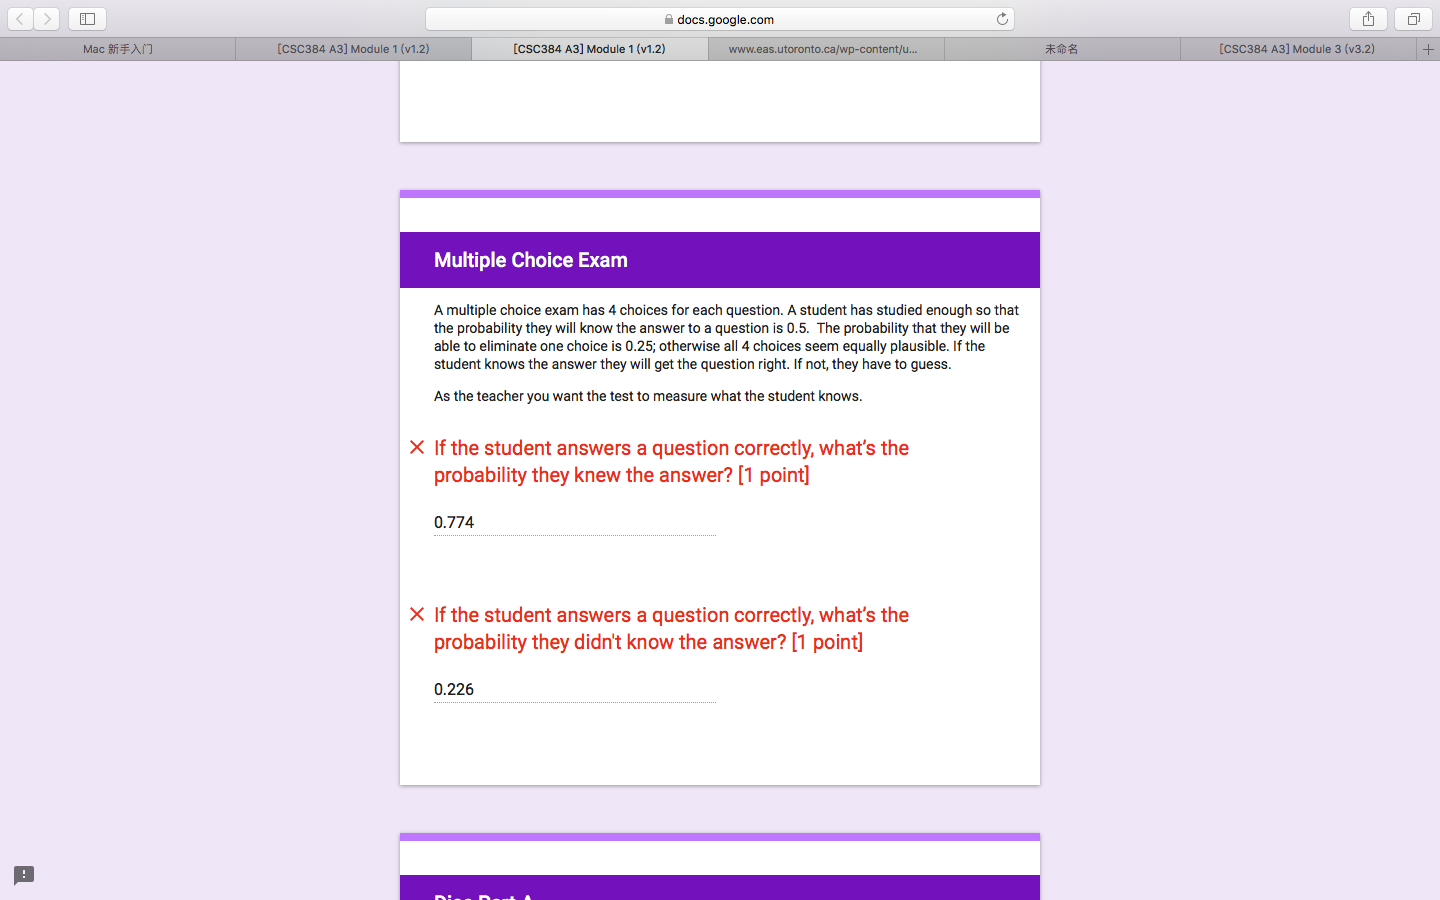 docs.google.com
Mac 新手入门
[CSC384 A3] Module 1 (v1.2)
[CSC384 A3] Module 1 (v1.2)
www.eas.utoronto.ca/wp-content/u...
未命名
[CSC384 A3] Module 3 (v3.2)
Multiple Choice Exam
A multiple choice exam has 4 choices for each question. A student has studied enough so that
the probability they will know the answer to a question is 0.5.  The probability that they will be
able to eliminate one choice is 0.25; otherwise all 4 choices seem equally plausible. If the
student knows the answer they will get the question right. If not, they have to guess.
As the teacher you want the test to measure what the student knows.
If the student answers a question correctly, what’s the
probability they knew the answer? [1 point]
0.774
If the student answers a question correctly, what’s the
probability they didn't know the answer? [1 point]
0.226